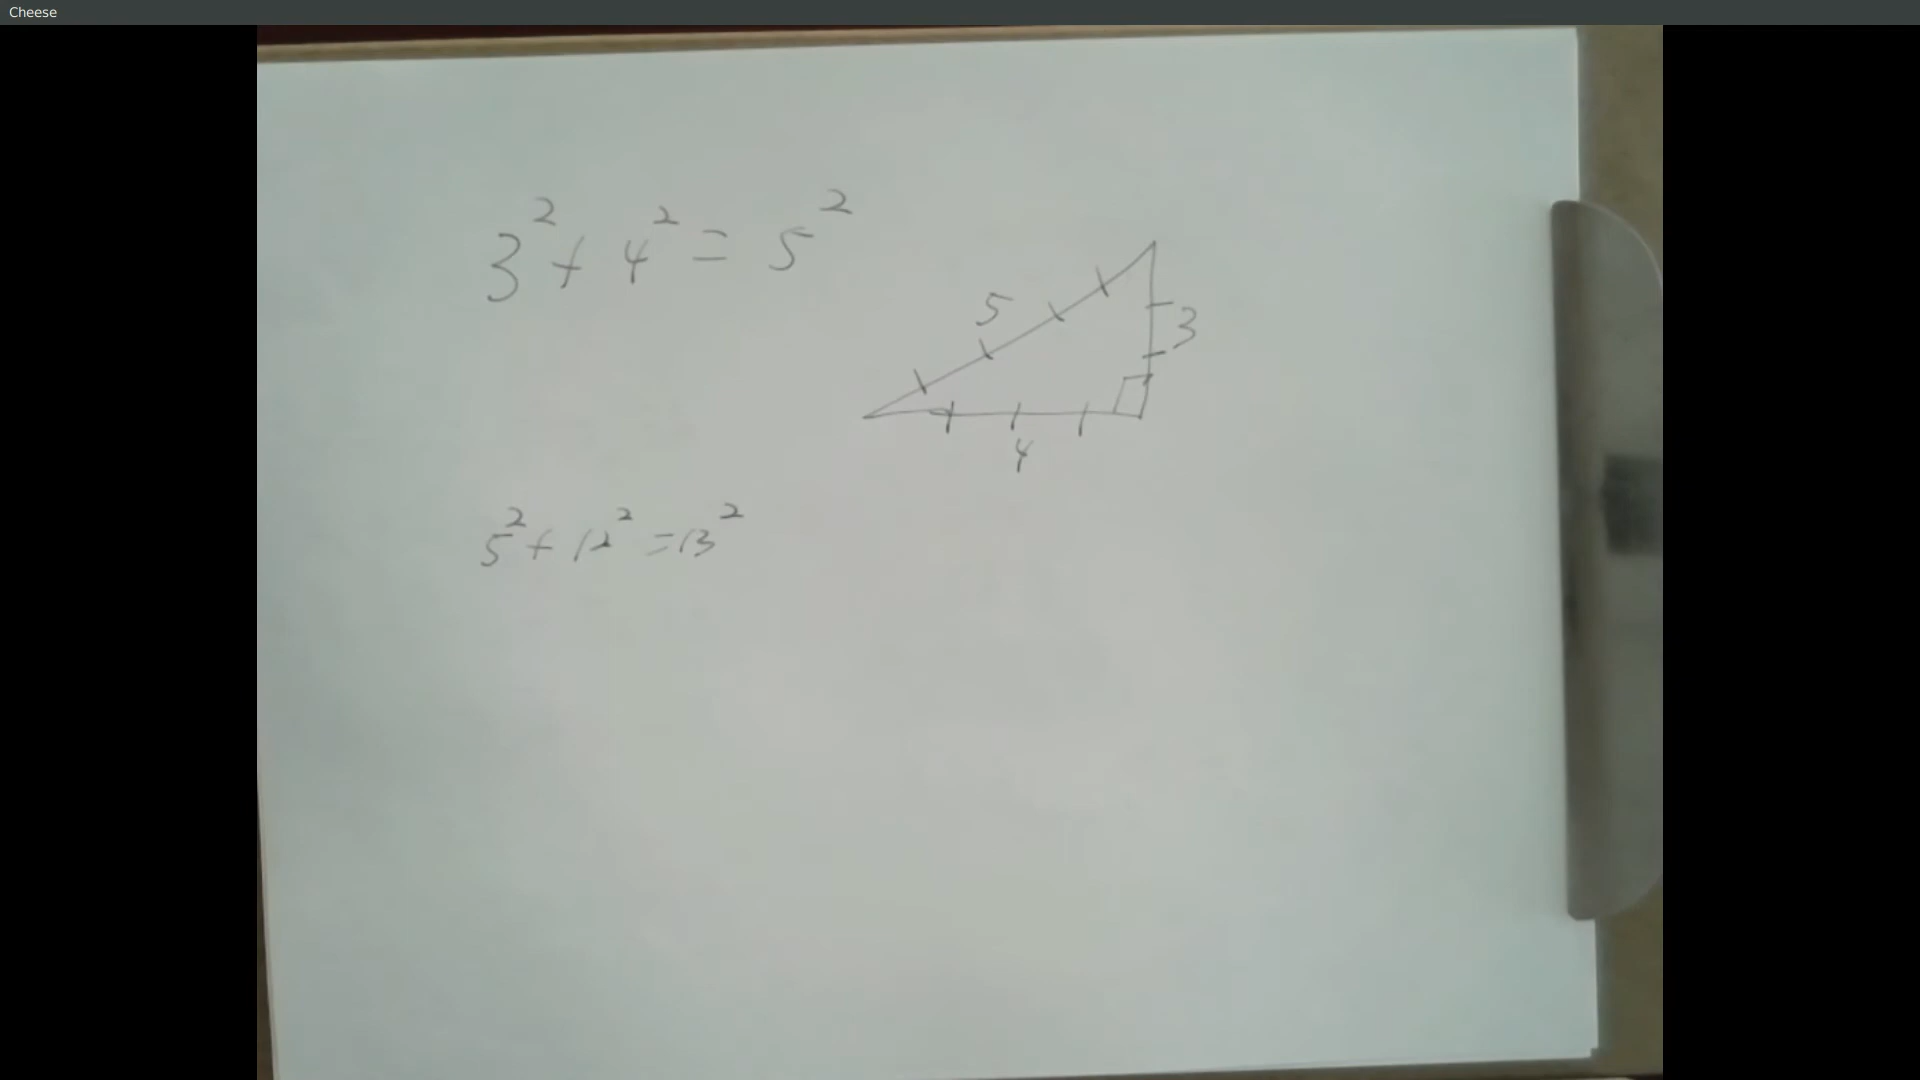 Cheese
3² + 4² = 5²
5
3
4
5² + 12² = 13²